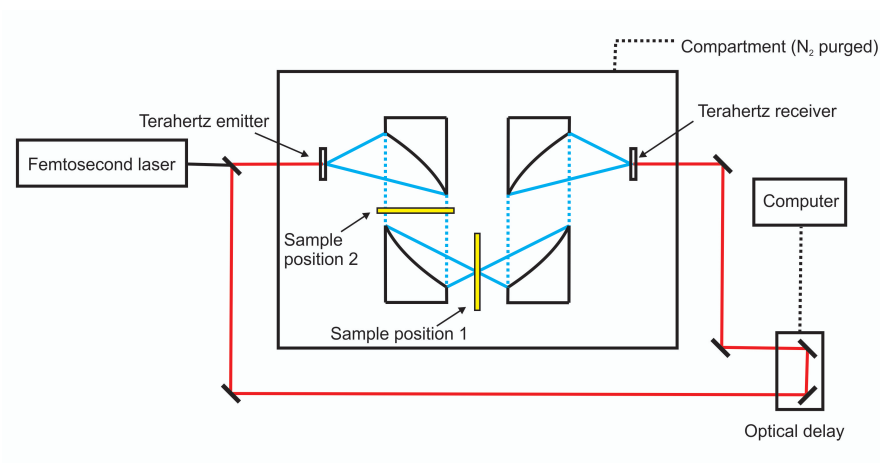 Compartment (N₂ purged)
Terahertz emitter
Terahertz receiver
Femtosecond laser
Computer
Sample
position 2
Sample position 1
Optical delay